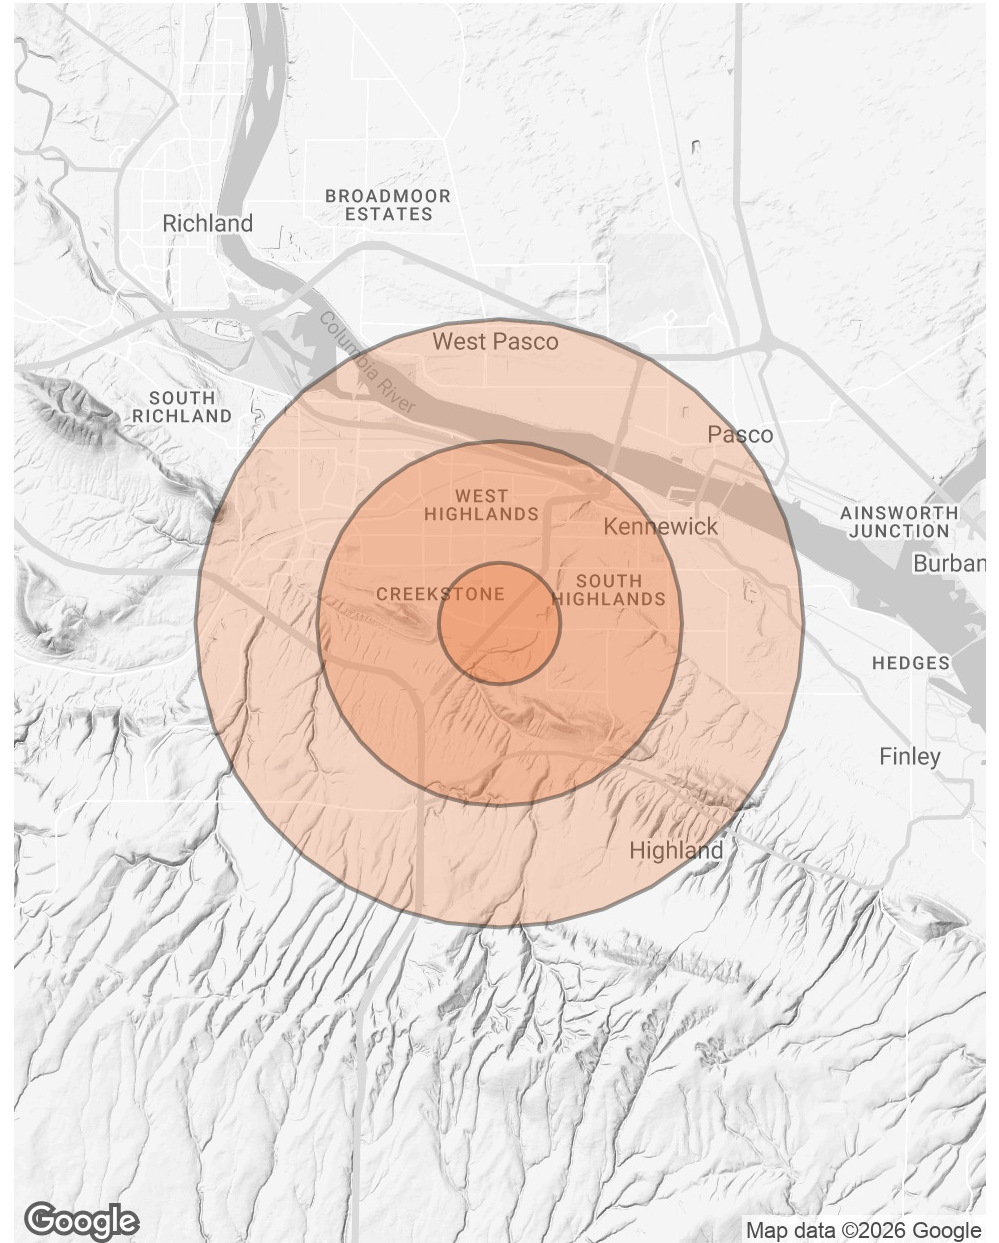 BROADMOOR
ESTATES
Richland
Columbia River
West Pasco
SOUTH
RICHLAND
Pasco
WEST
HIGHLANDS
Kennewick
AINSWORTH
JUNCTION
Burban
CREEKSTONE
SOUTH
HIGHLANDS
HEDGES
Finley
Highland
Google
Map data ©2026 Google